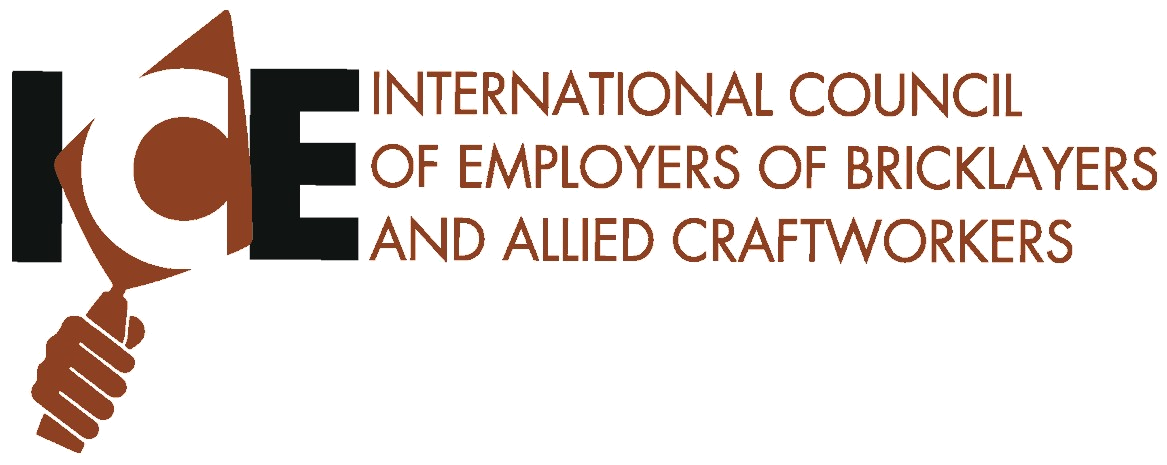 ICE
INTERNATIONAL COUNCIL
OF EMPLOYERS OF BRICKLAYERS
AND ALLIED CRAFTWORKERS